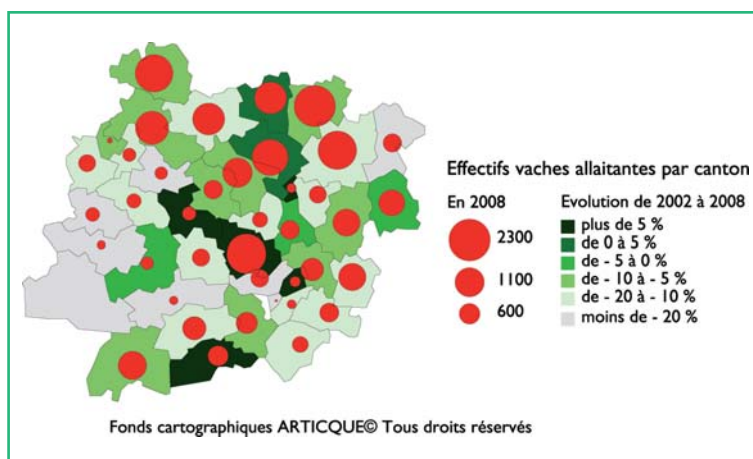 Effectifs vaches allaitantes par canton
En 2008
2300
1100
600
Evolution de 2002 à 2008
plus de 5 %
de 0 à 5 %
de - 5 à 0 %
de - 10 à - 5 %
de - 20 à - 10 %
moins de - 20 %
Fonds cartographiques ARTICQUE© Tous droits réservés